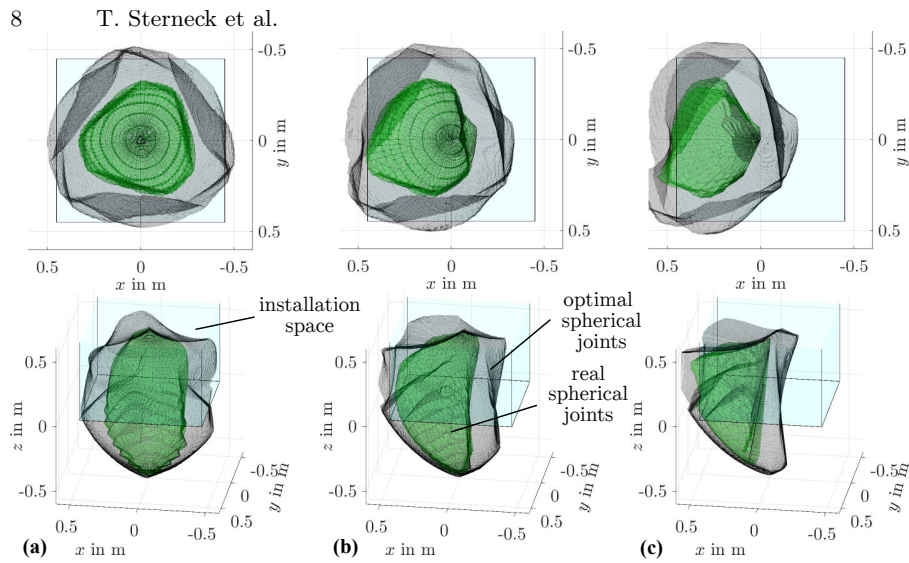 8 T. Sterneck et al.
-0.5
0
0.5
y in m
0.5 0 -0.5
x in m
-0.5
0
0.5
y in m
0.5 0 -0.5
x in m
-0.5
0
0.5
y in m
0.5 0 -0.5
x in m
installation
space
optimal
spherical
joints
real
spherical
joints
0.5
0
-0.5
z in m
0.5 0 -0.5
x in m
-0.5
0
0.5
y in m
(a)
0.5
0
-0.5
z in m
0.5 0 -0.5
x in m
-0.5
0
0.5
y in m
(b)
0.5
0
-0.5
z in m
0.5 0 -0.5
x in m
-0.5
0
0.5
y in m
(c)